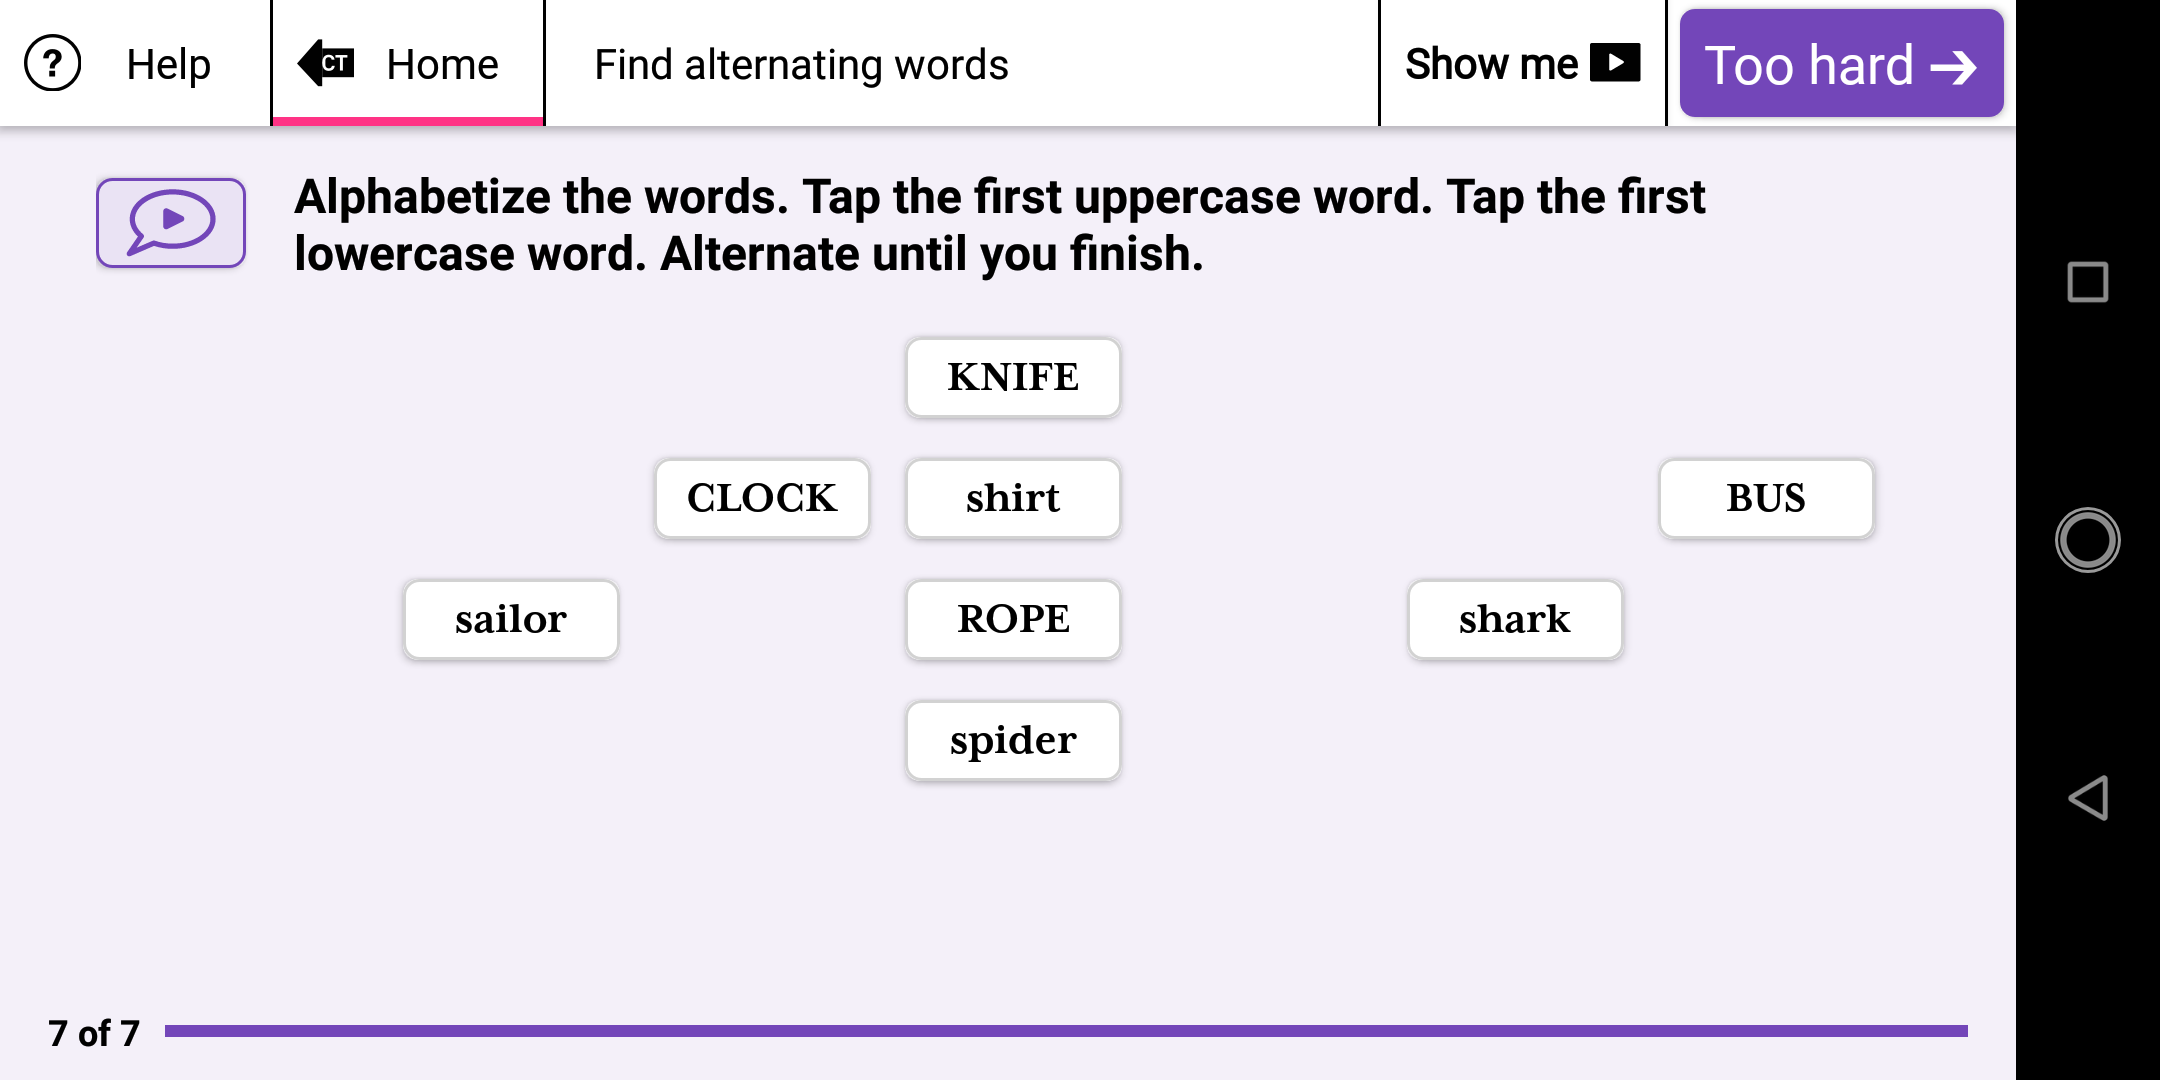 ? Help
CT Home
Find alternating words
Show me
Too hard
Alphabetize the words. Tap the first uppercase word. Tap the first
lowercase word. Alternate until you finish.
KNIFE
CLOCK shirt BUS
sailor ROPE shark
spider
7 of 7